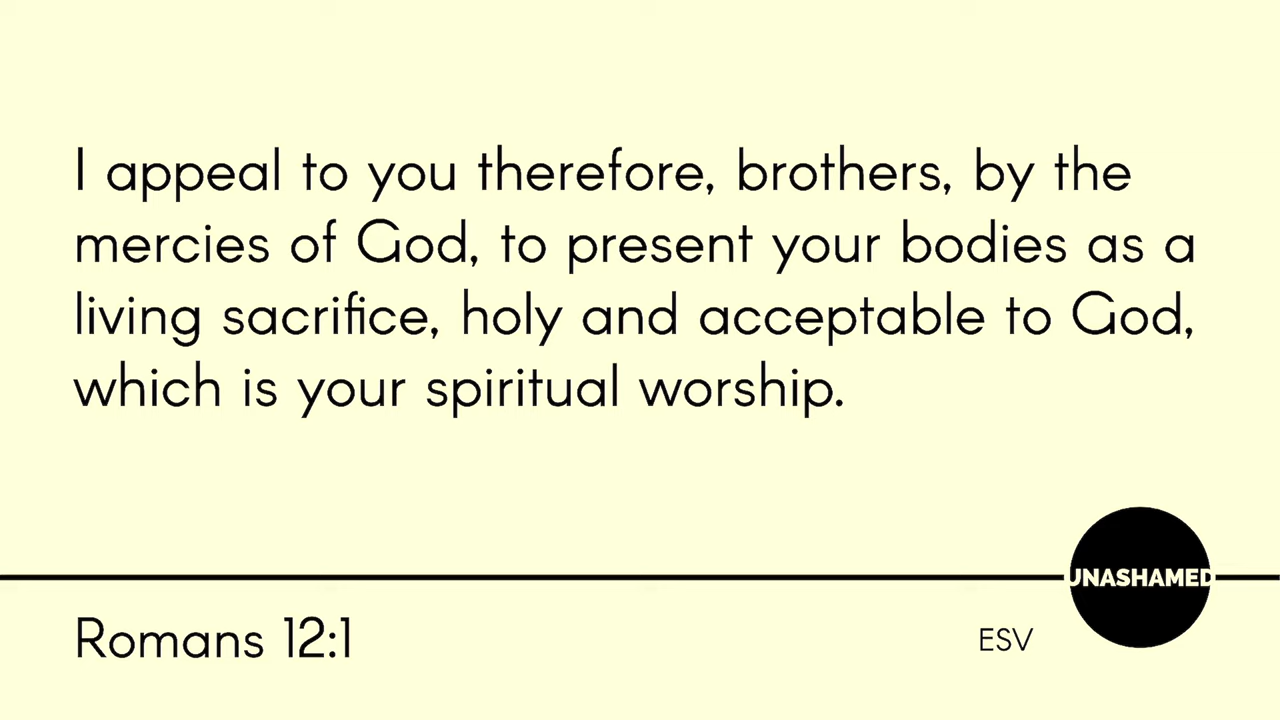 I appeal to you therefore, brothers, by the
mercies of God, to present your bodies as a
living sacrifice, holy and acceptable to God,
which is your spiritual worship.
UNASHAMED
Romans 12:1
ESV